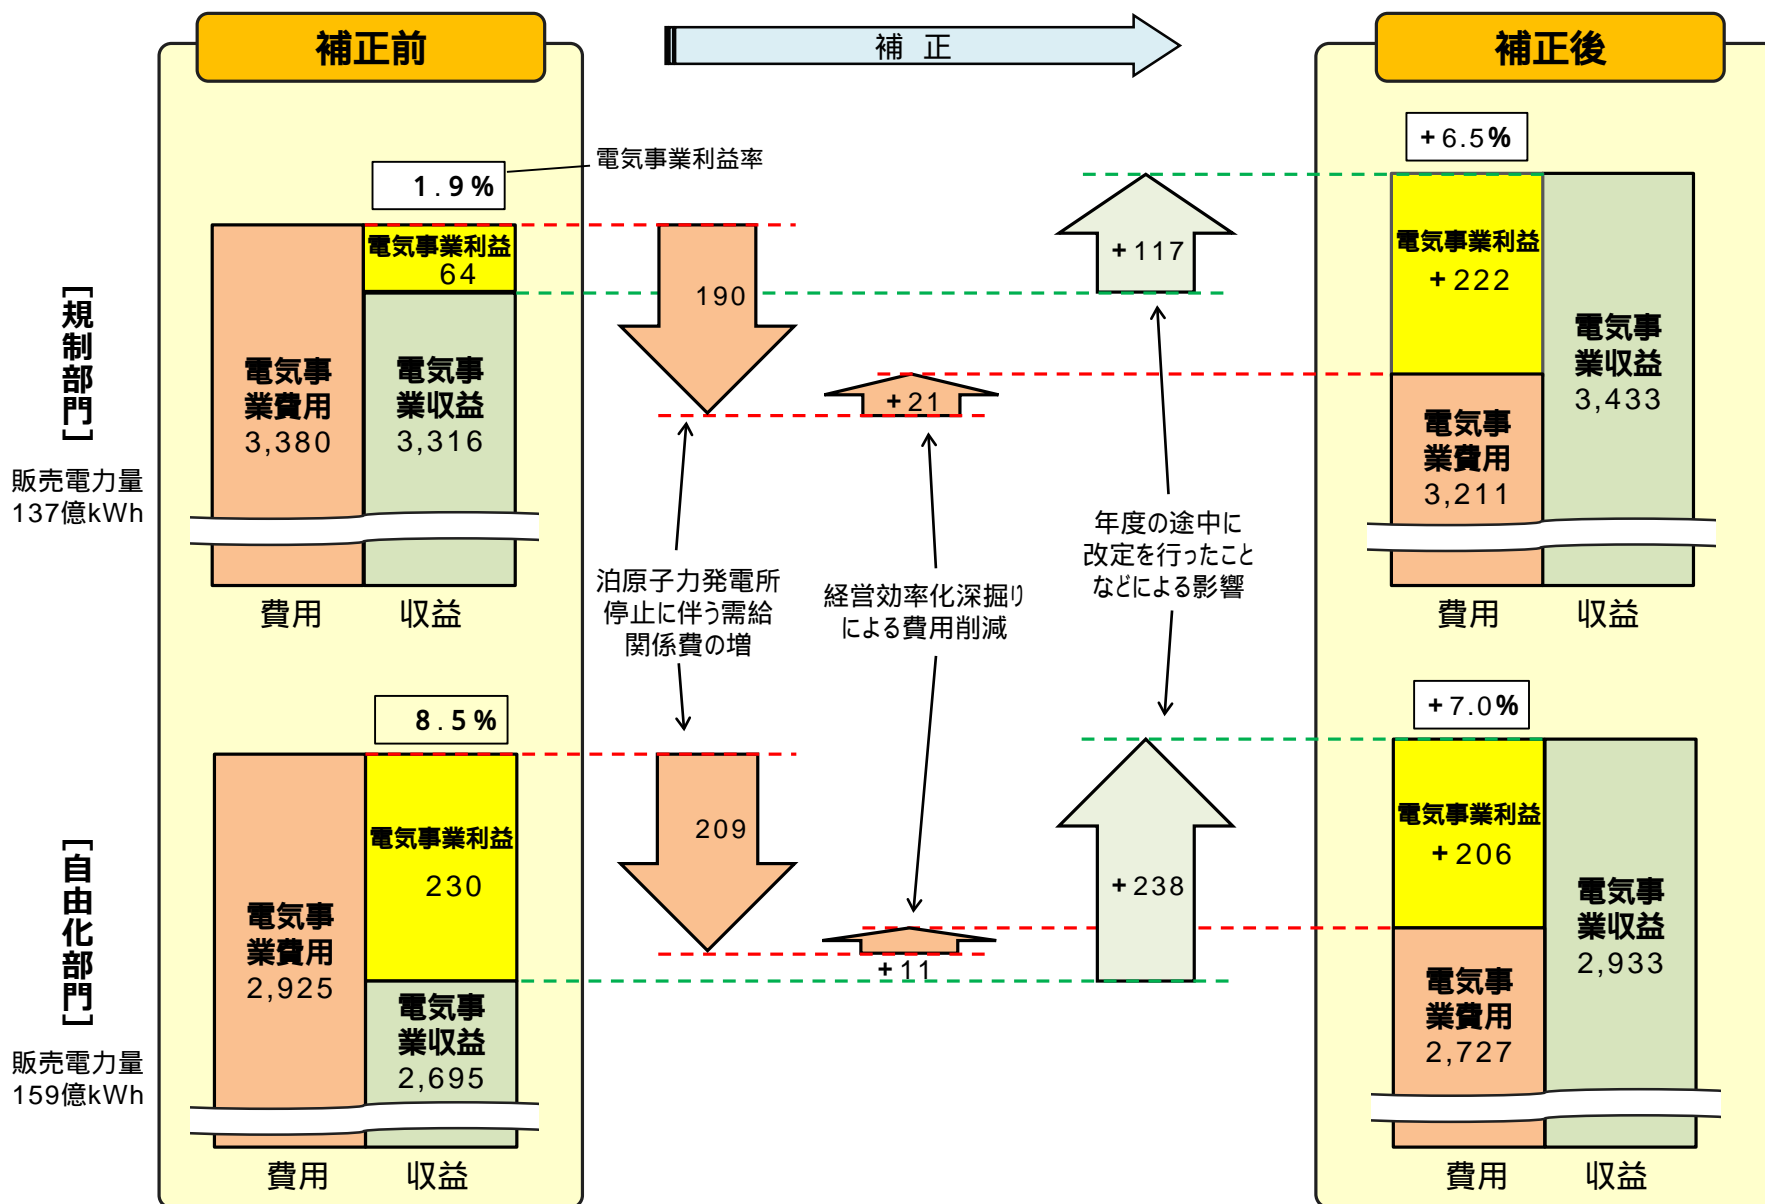 補正前
補 正
補正後
電気事業利益率
1.9%
+6.5%
電気事業利益
64
190
+117
電気事業利益
+222
[規制部門]
電気事
業費用
3,380
電気事
業収益
3,316
+21
電気事
業収益
3,433
電気事
業費用
3,211
販売電力量
137億kWh
費用
収益
泊原子力発電所
停止に伴う需給
関係費の増
経営効率化深掘り
による費用削減
年度の途中に
改定を行ったこと
などによる影響
費用
収益
8.5%
+7.0%
電気事業利益
230
209
+238
電気事業利益
+206
[自由化部門]
電気事
業費用
2,925
電気事
業収益
2,695
+11
電気事
業収益
2,933
電気事
業費用
2,727
販売電力量
159億kWh
費用
収益
費用
収益